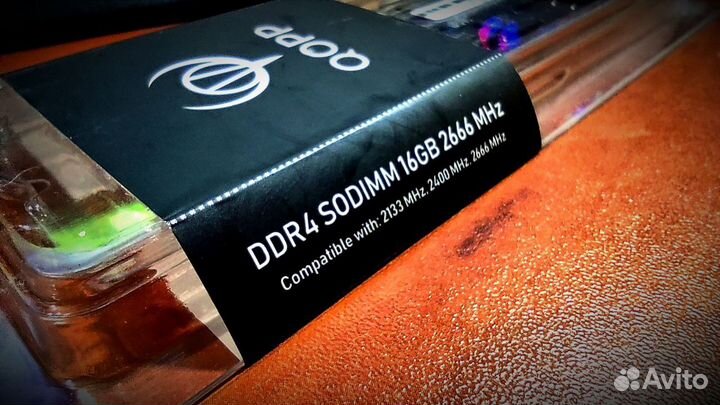 QOPP
DDR4 SODIMM 16GB 2666 MHz
Compatible with: 2133 MHz, 2400 MHz, 2666 MHz
Avito